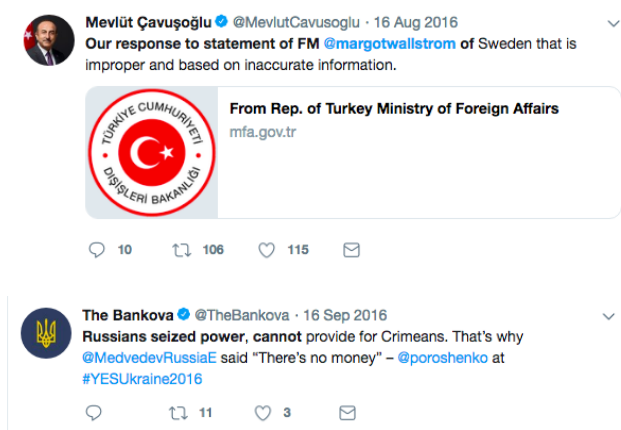 Mevlüt Çavuşoğlu @MevlutCavusoglu · 16 Aug 2016
Our response to statement of FM @margotwallstrom of Sweden that is
improper and based on inaccurate information.
TÜRKİYE CUMHURİYETİ
DIŞİŞLERİ BAKANLIĞI
From Rep. of Turkey Ministry of Foreign Affairs
mfa.gov.tr
10 106 115
The Bankova @TheBankova · 16 Sep 2016
Russians seized power, cannot provide for Crimeans. That's why
@MedvedevRussiaE said "There's no money" – @poroshenko at
#YESUkraine2016
11 3